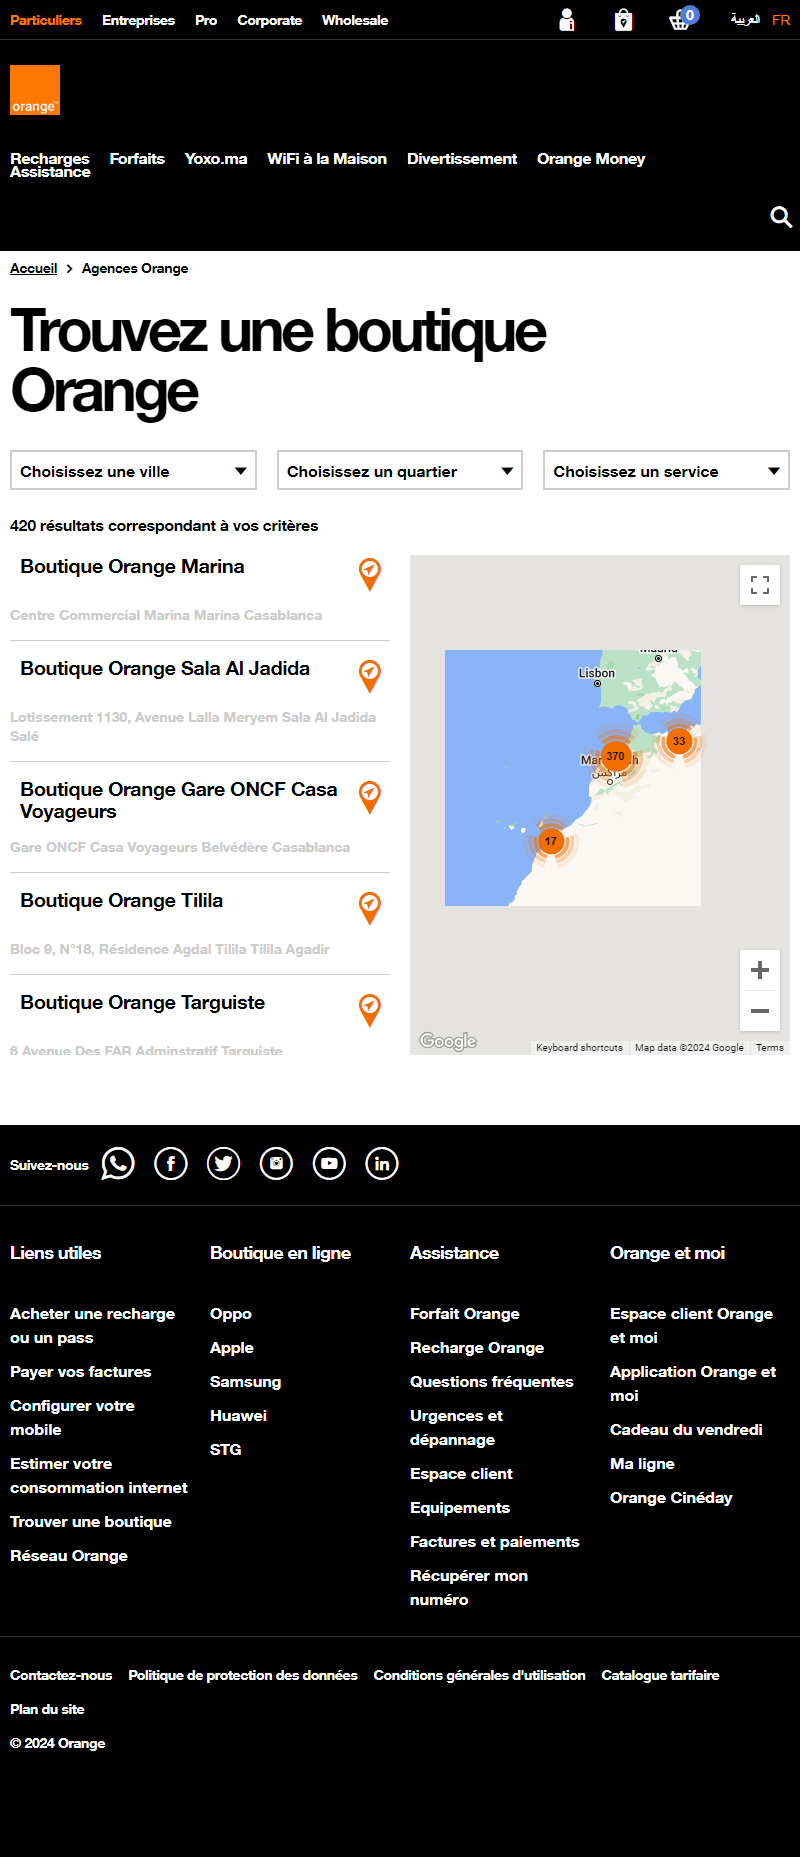 Particuliers Entreprises Pro Corporate Wholesale 0 العربية FR
orange™
Recharges Forfaits Yoxo.ma WiFi à la Maison Divertissement Orange Money
Assistance
Accueil > Agences Orange
Trouvez une boutique
Orange
Choisissez une ville Choisissez un quartier Choisissez un service
420 résultats correspondant à vos critères
Boutique Orange Marina
Centre Commercial Marina Marina Casablanca
Boutique Orange Sala Al Jadida
Lotissement 1130, Avenue Lalla Meryem Sala Al Jadida
Salé
Boutique Orange Gare ONCF Casa
Voyageurs
Gare ONCF Casa Voyageurs Belvédère Casablanca
Boutique Orange Tilila
Bloc 9, N°18, Résidence Agdal Tilila Tilila Agadir
Boutique Orange Targuiste
6 Avenue Des FAR Adminstratif Targuiste
Madrid
Lisbon
33
370
مراكش
17
Google
Keyboard shortcuts Map data ©2024 Google Terms
Suivez-nous
Liens utiles
Acheter une recharge
ou un pass
Payer vos factures
Configurer votre
mobile
Estimer votre
consommation internet
Trouver une boutique
Réseau Orange
Boutique en ligne
Oppo
Apple
Samsung
Huawei
STG
Assistance
Forfait Orange
Recharge Orange
Questions fréquentes
Urgences et
dépannage
Espace client
Equipements
Factures et paiements
Récupérer mon
numéro
Orange et moi
Espace client Orange
et moi
Application Orange et
moi
Cadeau du vendredi
Ma ligne
Orange Cinéday
Contactez-nous Politique de protection des données Conditions générales d'utilisation Catalogue tarifaire
Plan du site
© 2024 Orange